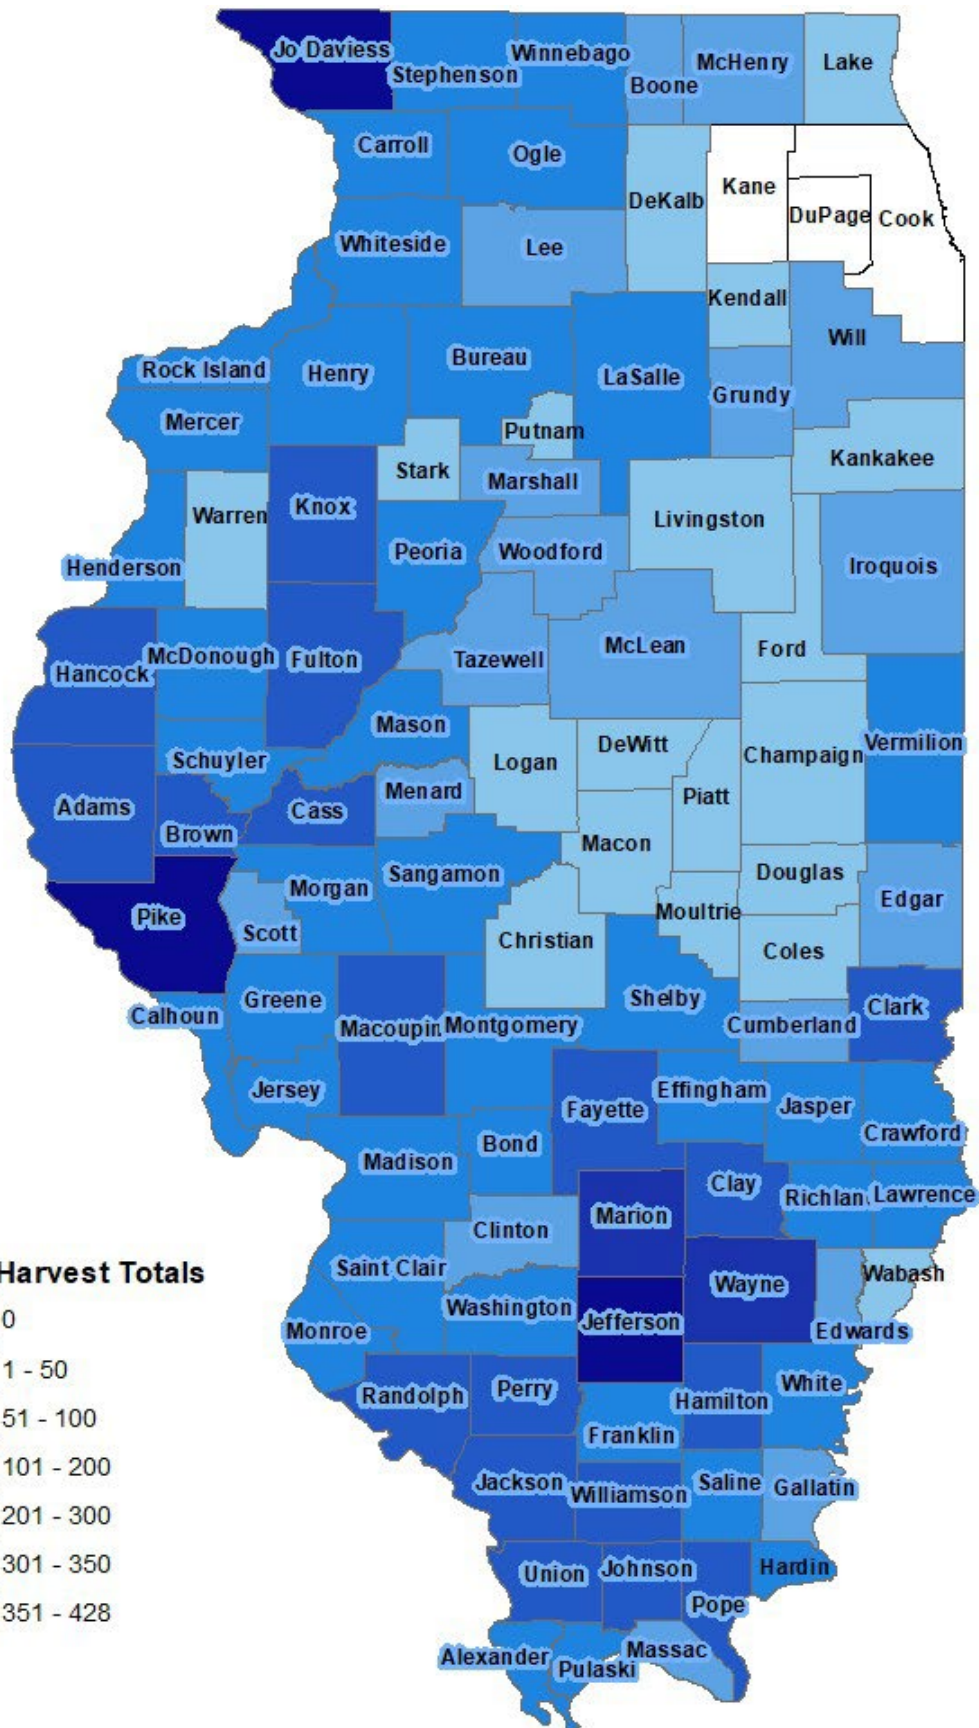 Jo Daviess
Stephenson
Winnebago
Boone
McHenry
Lake
Carroll
Ogle
DeKalb
Kane
DuPage
Cook
Whiteside
Lee
Kendall
Will
Rock Island
Henry
Bureau
LaSalle
Grundy
Mercer
Putnam
Kankakee
Stark
Marshall
Warren
Knox
Livingston
Henderson
Peoria
Woodford
Iroquois
Hancock
McDonough
Fulton
Tazewell
McLean
Ford
Schuyler
Mason
Logan
DeWitt
Champaign
Vermilion
Adams
Brown
Cass
Menard
Piatt
Macon
Pike
Scott
Morgan
Sangamon
Christian
Moultrie
Douglas
Edgar
Coles
Calhoun
Greene
Macoupin
Montgomery
Shelby
Cumberland
Clark
Jersey
Fayette
Effingham
Jasper
Crawford
Madison
Bond
Clay
Richlan
Lawrence
Clinton
Marion
Saint Clair
Wayne
Wabash
Washington
Jefferson
Edwards
Monroe
Randolph
Perry
Hamilton
White
Franklin
Jackson
Williamson
Saline
Gallatin
Union
Johnson
Pope
Hardin
Alexander
Pulaski
Massac
Harvest Totals
0
1 - 50
51 - 100
101 - 200
201 - 300
301 - 350
351 - 428